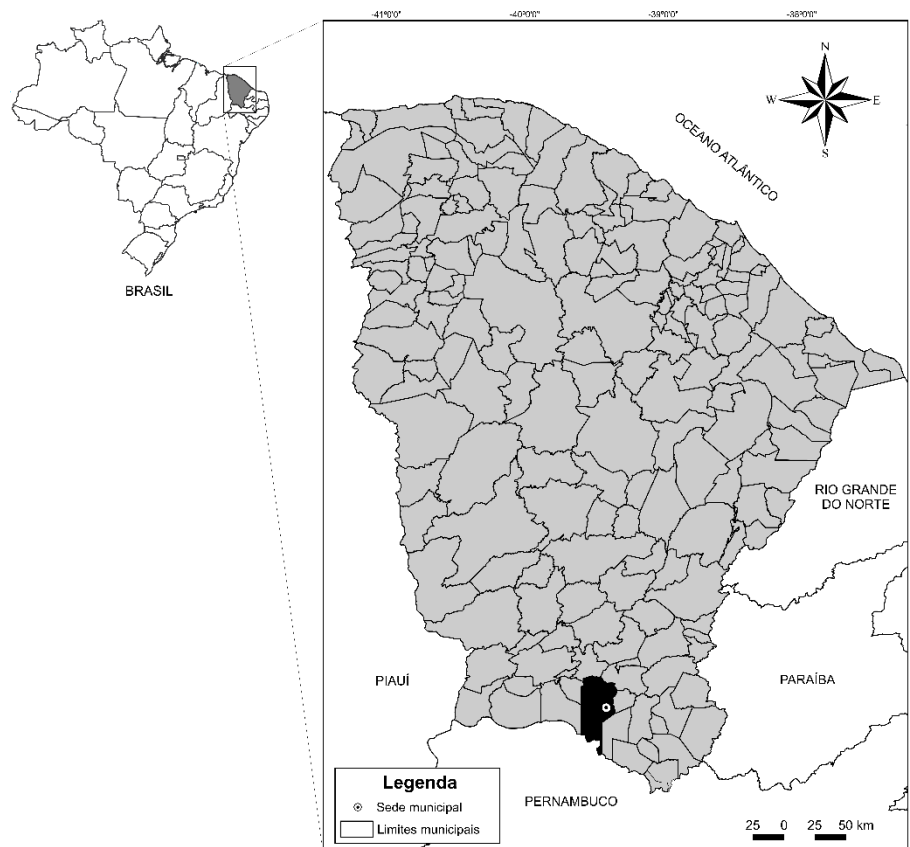 -41°0'0"
-40°0'0"
-39°0'0"
-38°0'0"
N
W
E
S
OCEANO ATLÂNTICO
BRASIL
RIO GRANDE
DO NORTE
PIAUÍ
PARAÍBA
PERNAMBUCO
Legenda
Sede municipal
Limites municipais
25 0 25 50 km